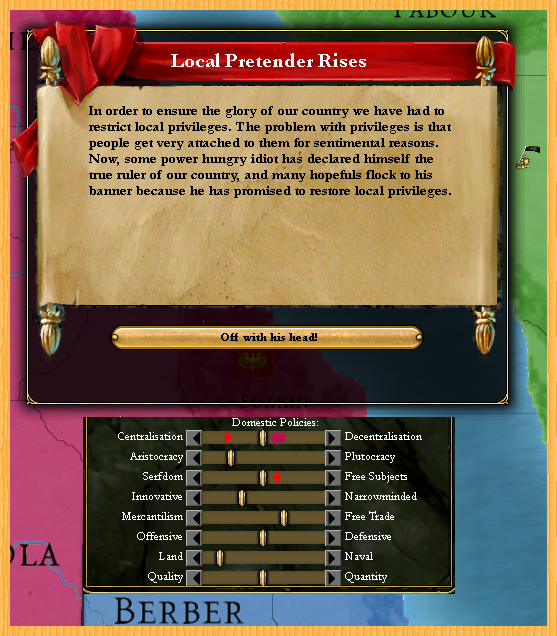 TABOUR
Local Pretender Rises
In order to ensure the glory of our country we have had to
restrict local privileges. The problem with privileges is that
people get very attached to them for sentimental reasons.
Now, some power hungry idiot has declared himself the
true ruler of our country, and many hopefuls flock to his
banner because he has promised to restore local privileges.
Off with his head!
Domestic Policies:
Centralisation Decentralisation
Aristocracy Plutocracy
Serfdom Free Subjects
Innovative Narrowminded
Mercantilism Free Trade
Offensive Defensive
Land Naval
Quality Quantity
OLA
BERBER